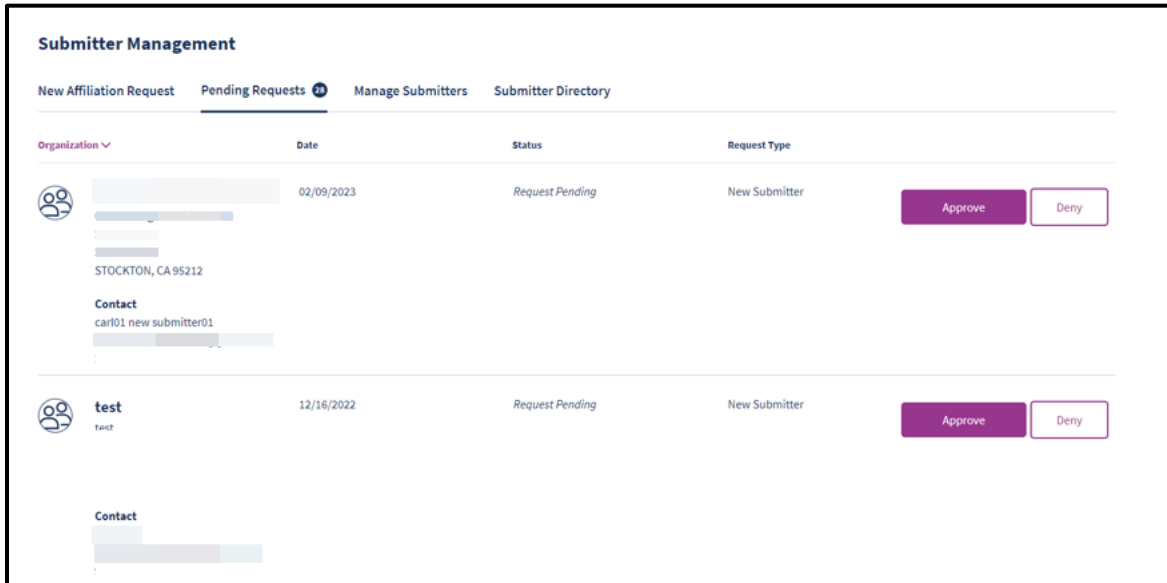 Submitter Management
New Affiliation Request Pending Requests 28 Manage Submitters Submitter Directory
Organization Date Status Request Type
02/09/2023 Request Pending New Submitter Approve Deny
STOCKTON, CA 95212
Contact
carl01 new submitter01
test 12/16/2022 Request Pending New Submitter Approve Deny
test
Contact